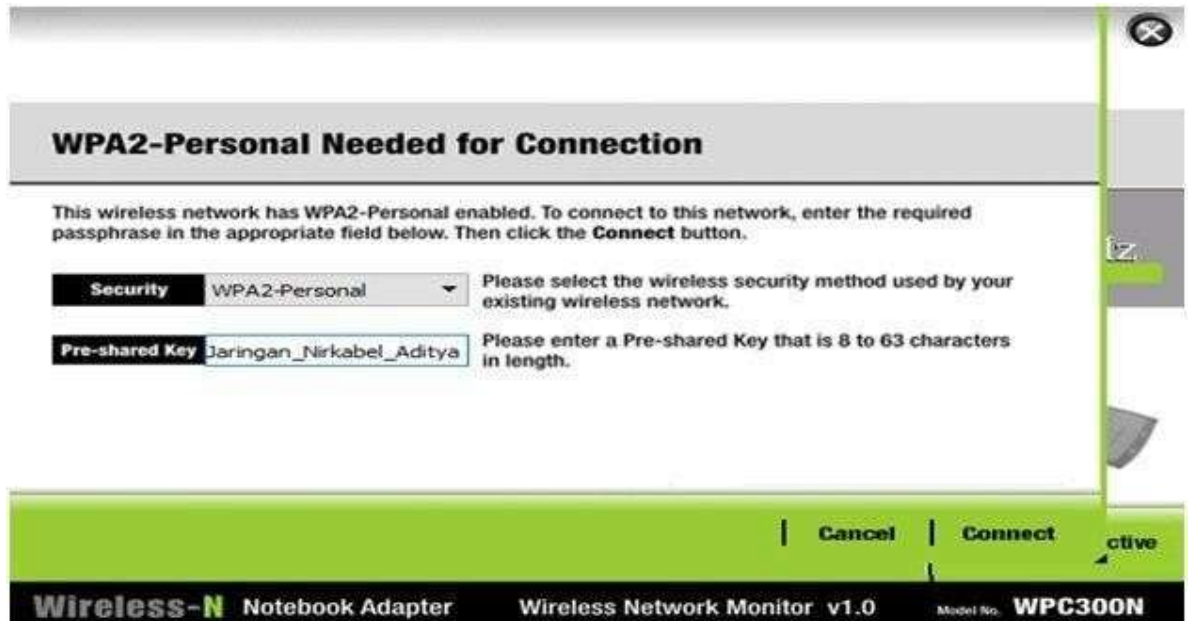 WPA2-Personal Needed for Connection
This wireless network has WPA2-Personal enabled. To connect to this network, enter the required
passphrase in the appropriate field below. Then click the Connect button.
Security WPA2-Personal Please select the wireless security method used by your
existing wireless network.
Pre-shared Key Jaringan_Nirkabel_Aditya Please enter a Pre-shared Key that is 8 to 63 characters
in length.
Cancel Connect
Wireless-N Notebook Adapter Wireless Network Monitor v1.0 Model No. WPC300N